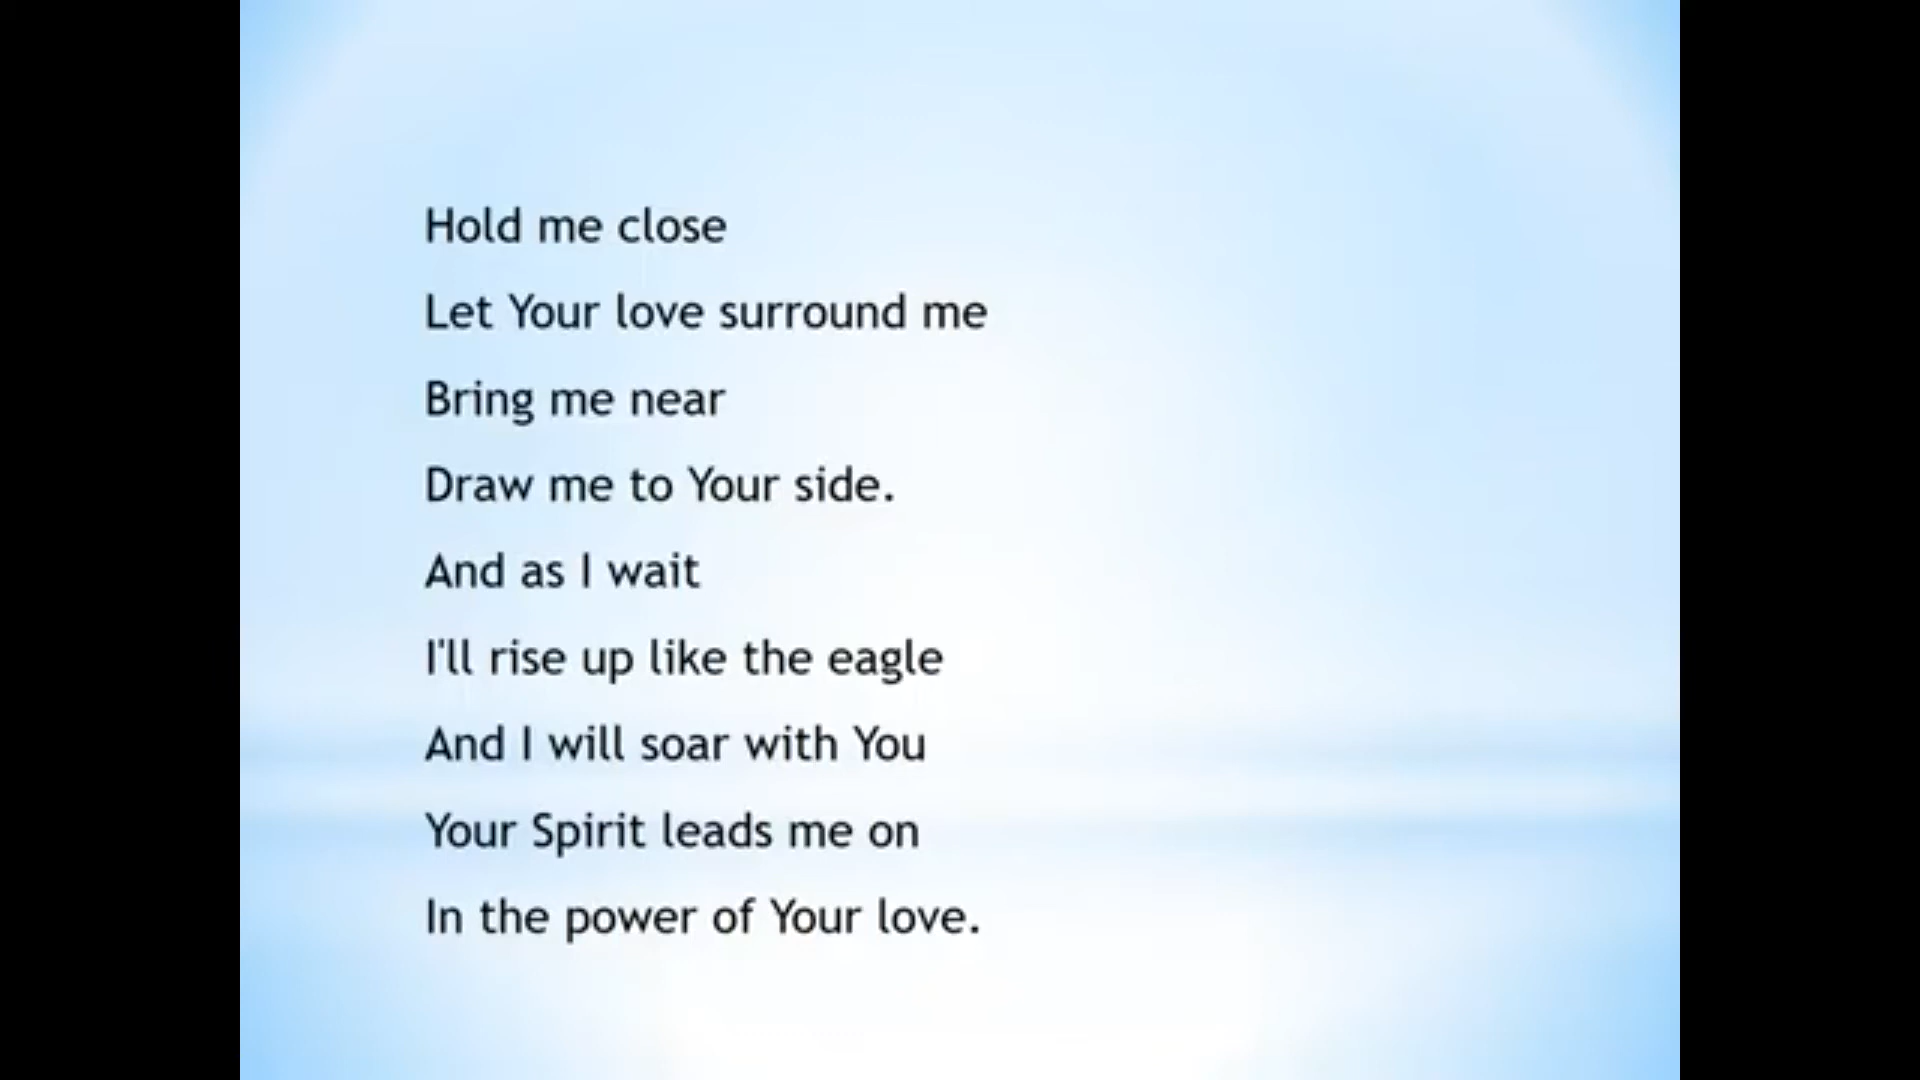 Hold me close
Let Your love surround me
Bring me near
Draw me to Your side.
And as I wait
I'll rise up like the eagle
And I will soar with You
Your Spirit leads me on
In the power of Your love.